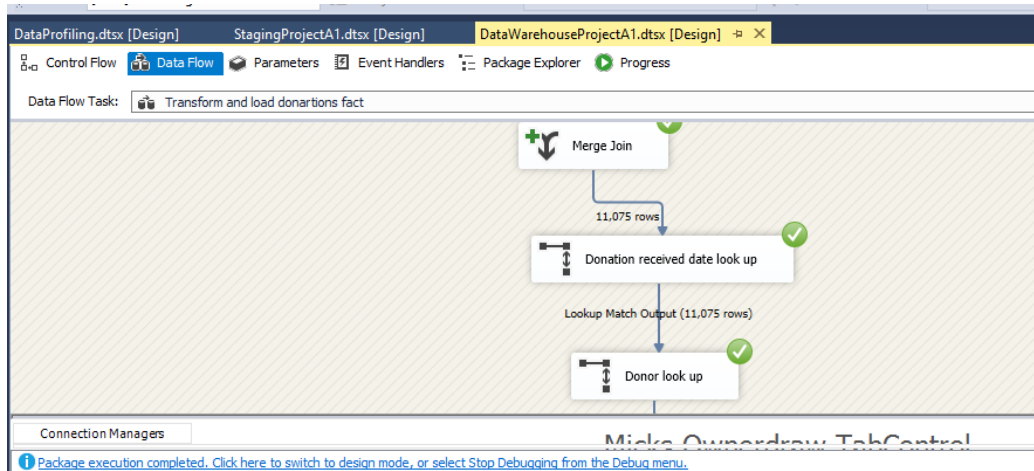 DataProfiling.dtsx [Design] StagingProjectA1.dtsx [Design] DataWarehouseProjectA1.dtsx [Design]
Control Flow Data Flow Parameters Event Handlers Package Explorer Progress
Data Flow Task: Transform and load donartions fact
Merge Join
11,075 rows
Donation received date look up
Lookup Match Output (11,075 rows)
Donor look up
Connection Managers
Micks Ownerdraw TabControl
Package execution completed. Click here to switch to design mode, or select Stop Debugging from the Debug menu.